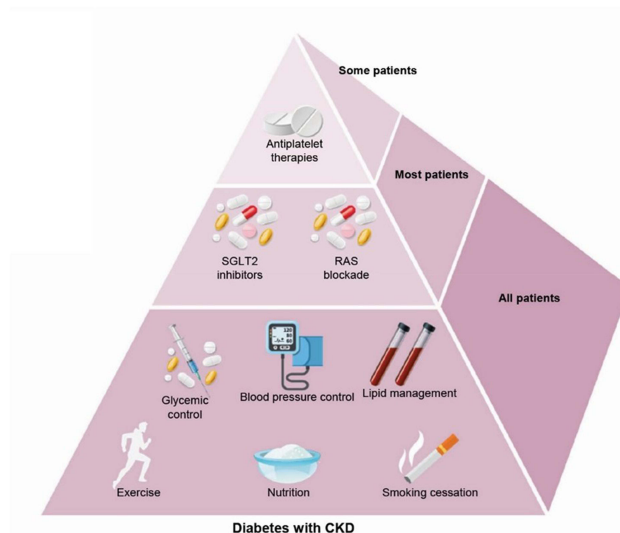 Some patients
Antiplatelet
therapies
Most patients
SGLT2
inhibitors
RAS
blockade
All patients
Glycemic
control
Blood pressure control
Lipid management
Exercise
Nutrition
Smoking cessation
Diabetes with CKD